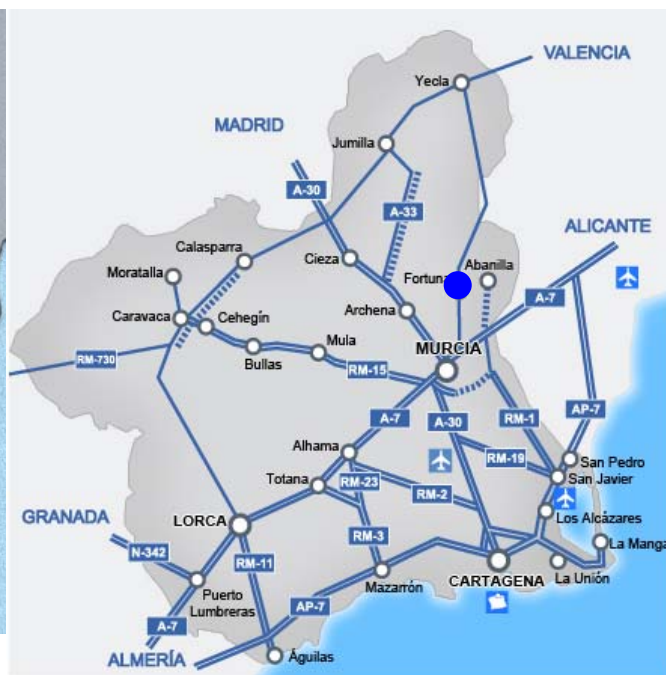 VALENCIA
Yecla
MADRID
Jumilla
A-30
A-33
ALICANTE
Calasparra
Cieza
Moratalla
Fortuna
Abanilla
A-7
Archena
Caravaca
Cehegín
Mula
MURCIA
Bullas
RM-730
RM-15
A-7
A-30
RM-1
AP-7
Alhama
RM-19
San Pedro
San Javier
Totana
RM-23
RM-2
GRANADA
LORCA
Los Alcázares
N-342
RM-3
La Manga
RM-11
CARTAGENA
La Unión
Puerto
Lumbreras
Mazarrón
AP-7
A-7
ALMERÍA
Águilas